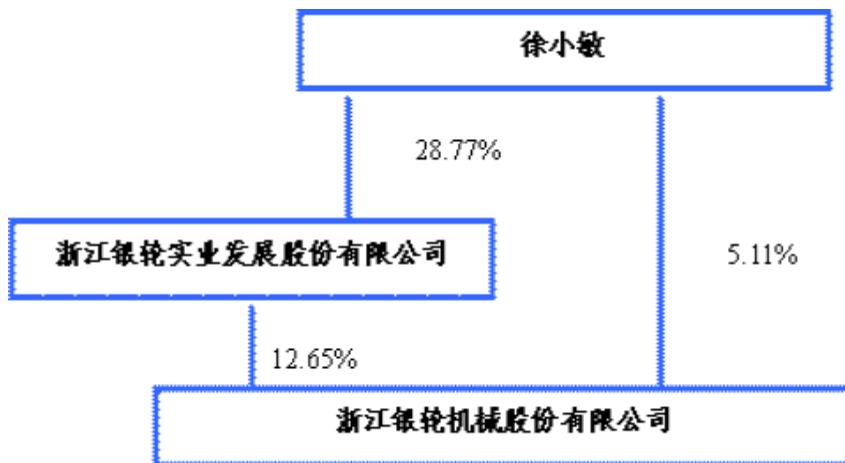 徐小敏
28.77%
浙江银轮实业发展股份有限公司
5.11%
12.65%
浙江银轮机械股份有限公司